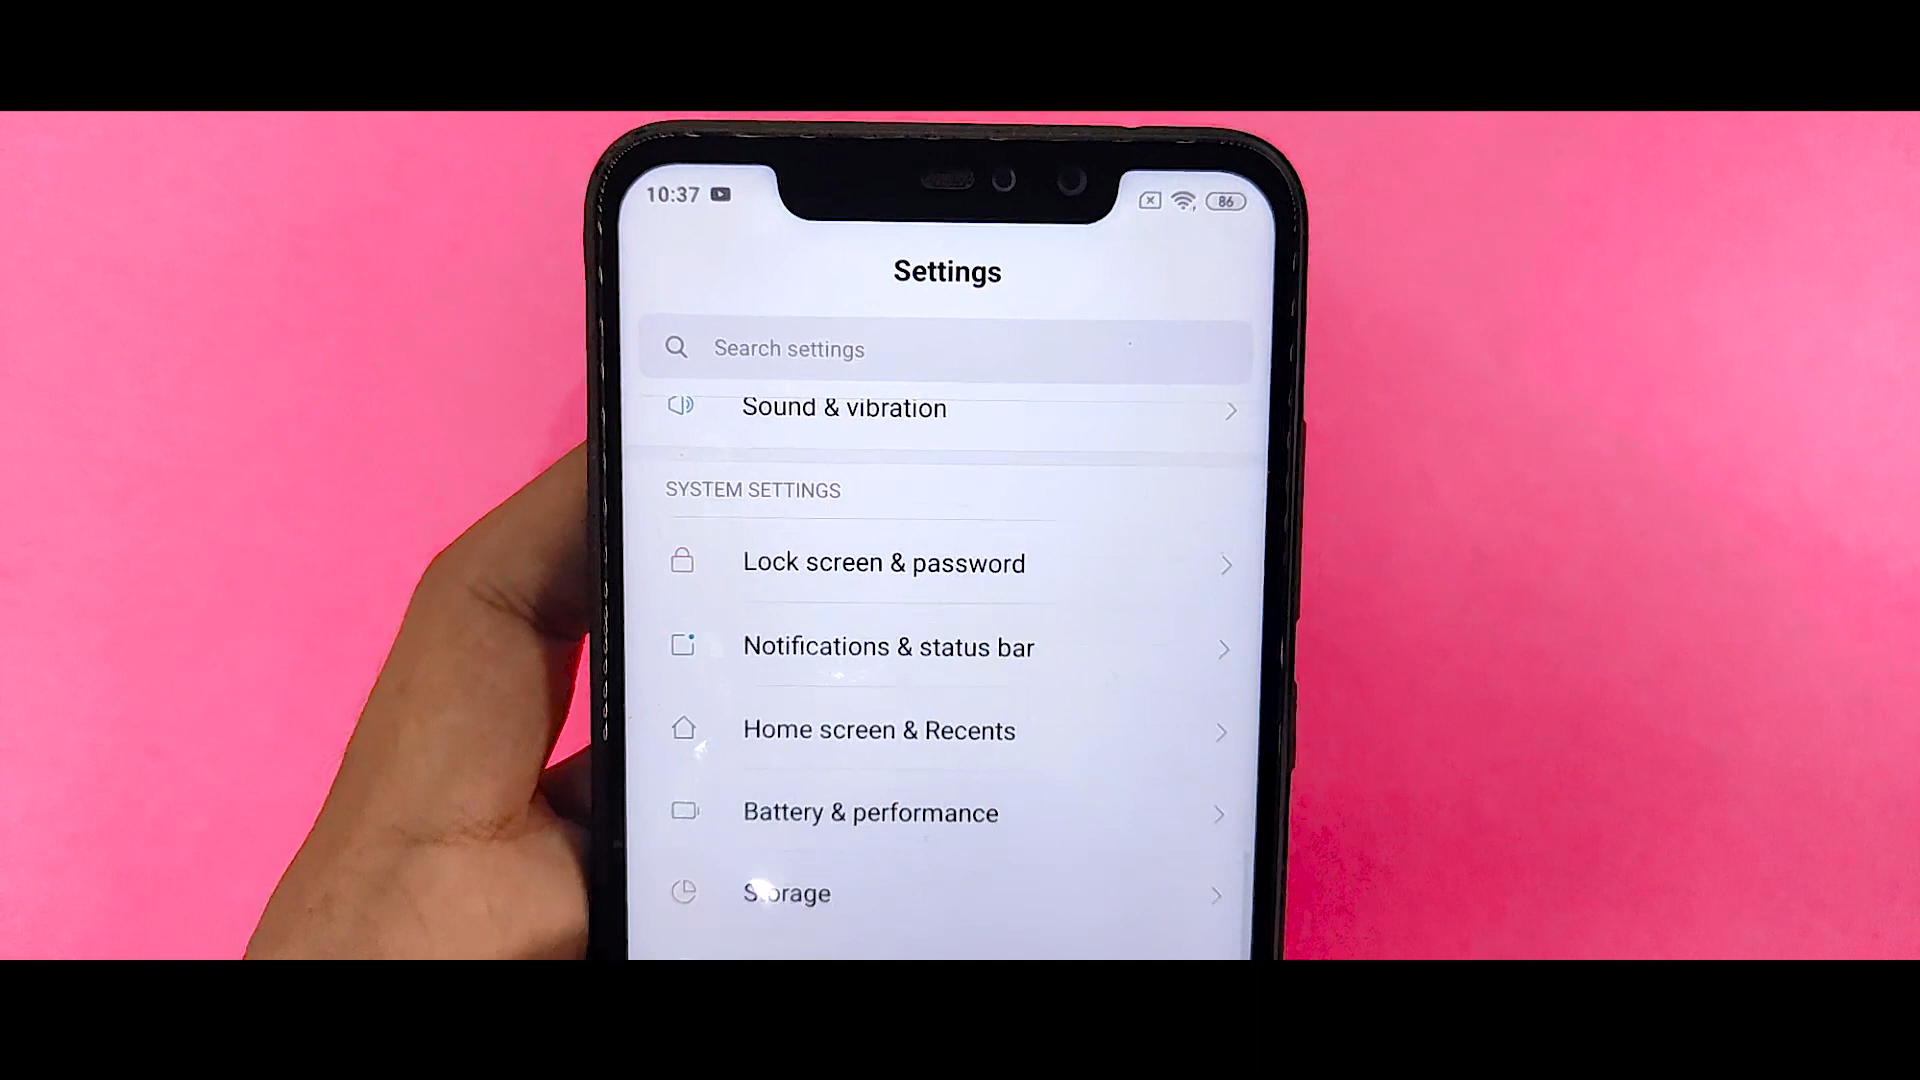 10:37
86
Settings
Search settings
Sound & vibration
SYSTEM SETTINGS
Lock screen & password
Notifications & status bar
Home screen & Recents
Battery & performance
Storage